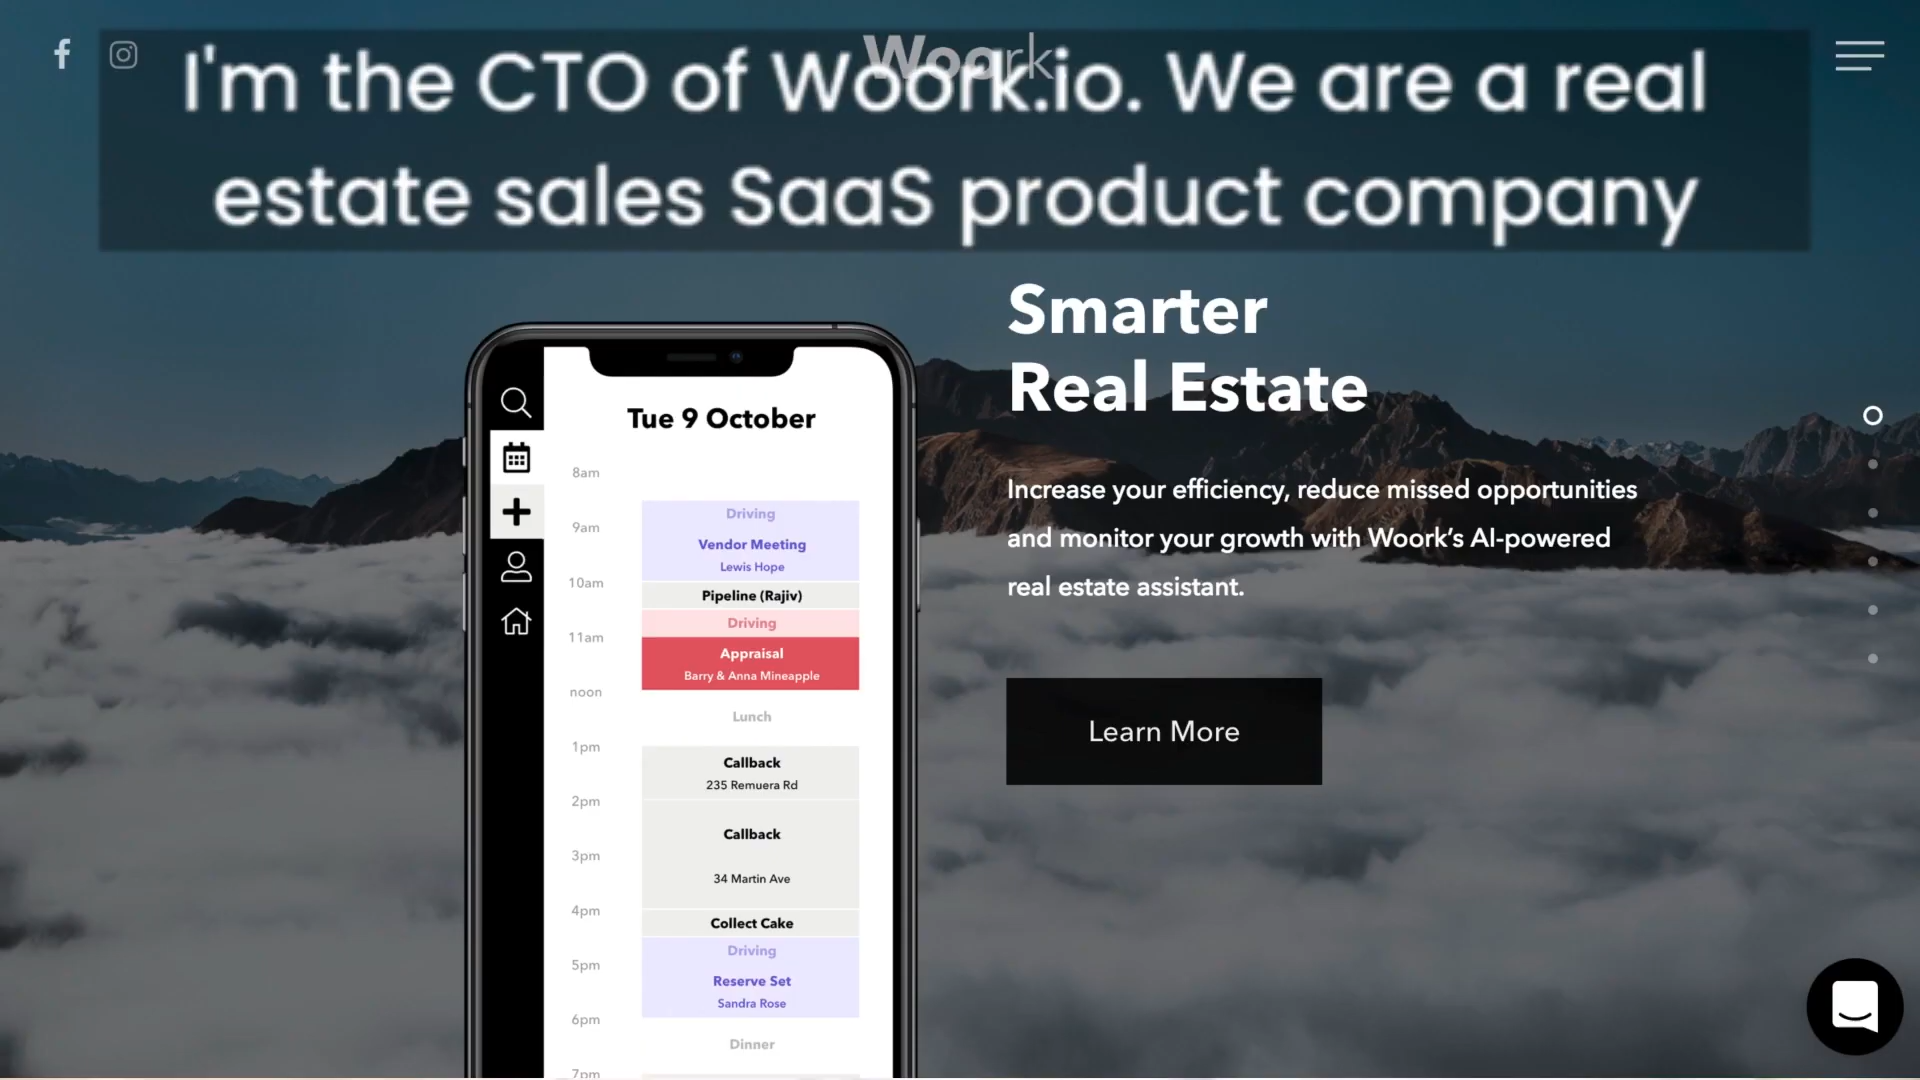 Woork
I'm the CTO of Woork.io. We are a real
estate sales SaaS product company
Smarter
Real Estate
Increase your efficiency, reduce missed opportunities
and monitor your growth with Woork’s AI-powered
real estate assistant.
Learn More
Tue 9 October
8am
Driving
9am
Vendor Meeting
Lewis Hope
10am
Pipeline (Rajiv)
Driving
11am
Appraisal
Barry & Anna Mineapple
noon
Lunch
1pm
Callback
235 Remuera Rd
2pm
Callback
3pm
34 Martin Ave
4pm
Collect Cake
Driving
5pm
Reserve Set
Sandra Rose
6pm
Dinner
7pm